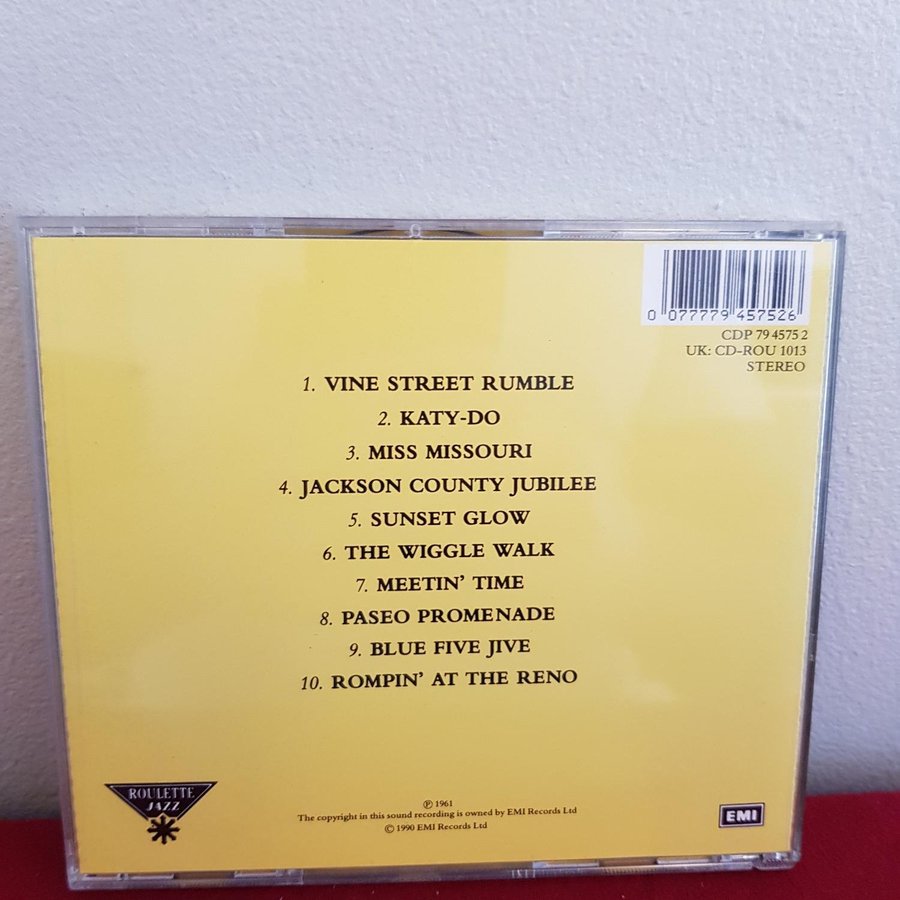 0 077779 457526
CDP 79 4575 2
UK: CD-ROU 1013
STEREO
1. VINE STREET RUMBLE
2. KATY-DO
3. MISS MISSOURI
4. JACKSON COUNTY JUBILEE
5. SUNSET GLOW
6. THE WIGGLE WALK
7. MEETIN' TIME
8. PASEO PROMENADE
9. BLUE FIVE JIVE
10. ROMPIN' AT THE RENO
ROULETTE
JAZZ
℗ 1961
The copyright in this sound recording is owned by EMI Records Ltd
© 1990 EMI Records Ltd
EMI